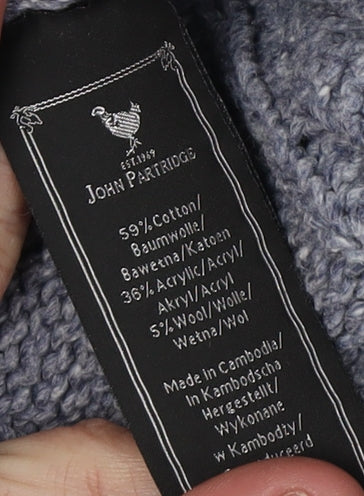 EST.1969
JOHN PARTRIDGE
59% Cotton/
Baumwolle/
Bawełna/Katoen
36% Acrylic/Acryl/
Akryl/Acryl
5% Wool/Wolle/
Wełna/Wol
Made in Cambodia/
In Kambodscha
Hergestellt/
Wykonane
w Kambodży/